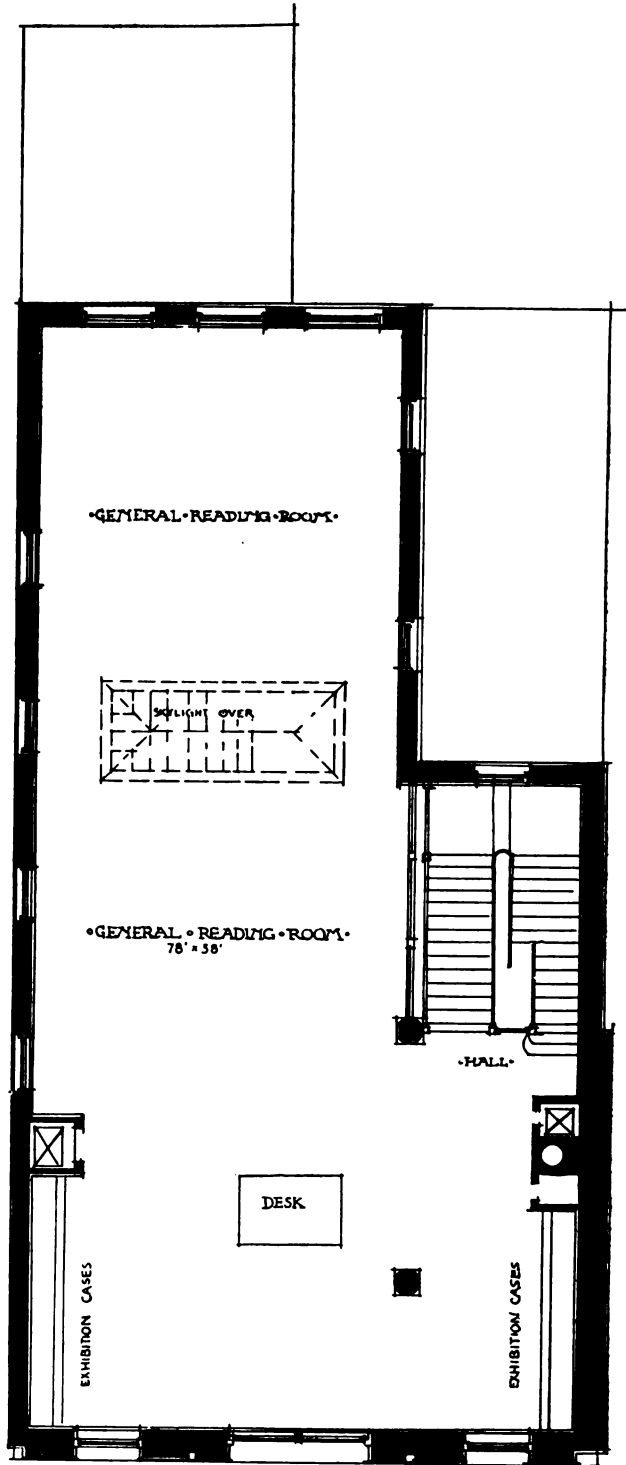 ·GENERAL·READING·ROOM·
SKYLIGHT OVER
·GENERAL·READING·ROOM·
78' x 38'
·HALL·
DESK
EXHIBITION CASES
EXHIBITION CASES